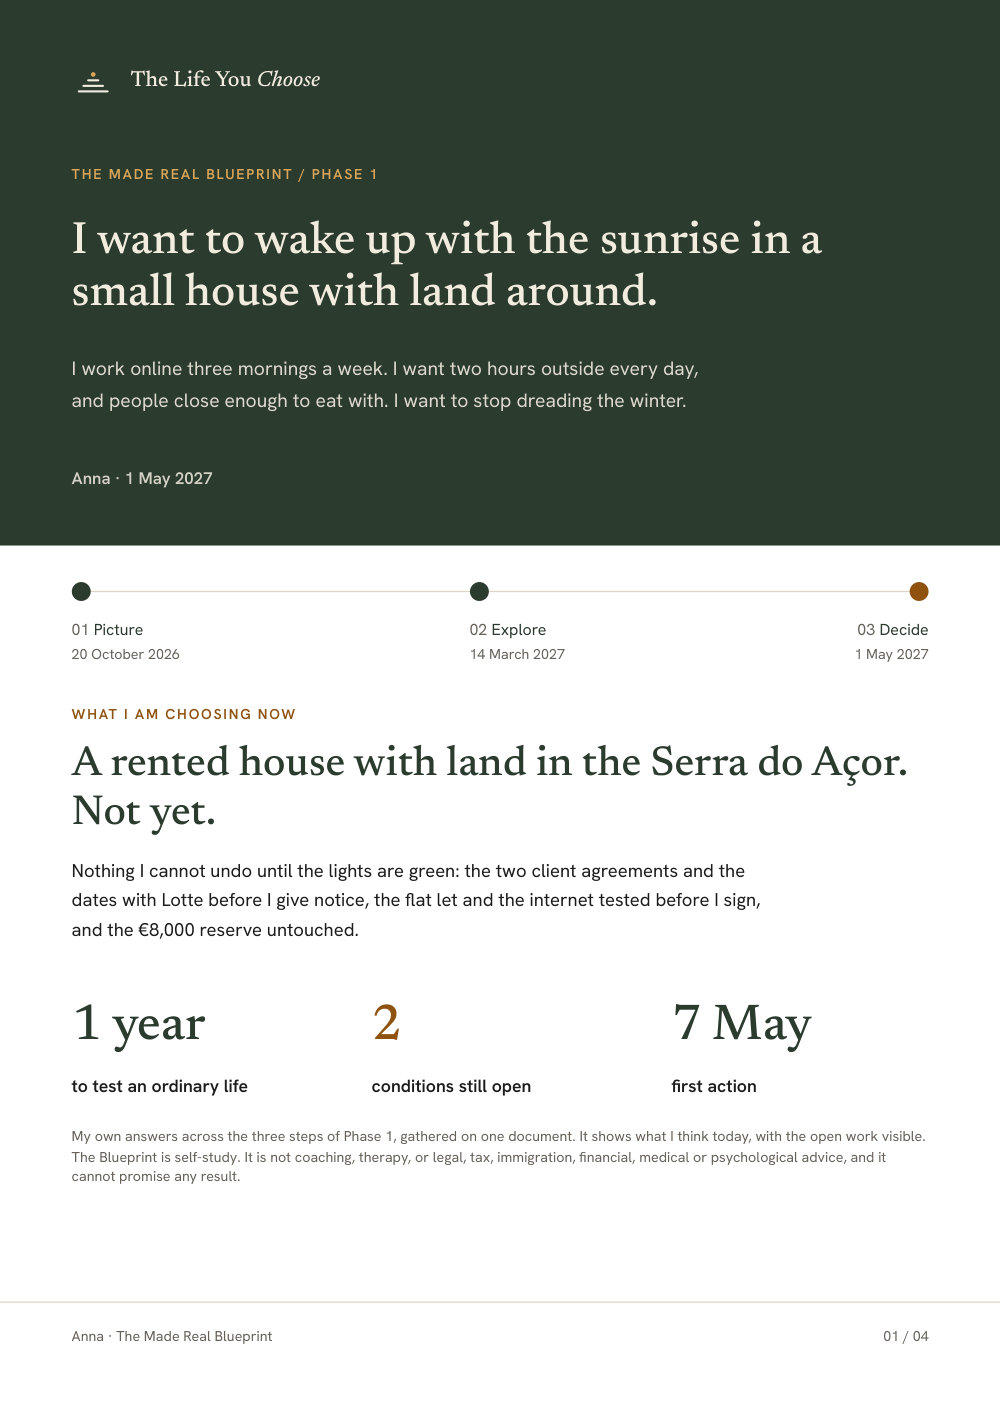 The Life You Choose
THE MADE REAL BLUEPRINT / PHASE 1
I want to wake up with the sunrise in a
small house with land around.
I work online three mornings a week. I want two hours outside every day,
and people close enough to eat with. I want to stop dreading the winter.
Anna · 1 May 2027
01 Picture
20 October 2026
02 Explore
14 March 2027
03 Decide
1 May 2027
WHAT I AM CHOOSING NOW
A rented house with land in the Serra do Açor.
Not yet.
Nothing I cannot undo until the lights are green: the two client agreements and the
dates with Lotte before I give notice, the flat let and the internet tested before I sign,
and the €8,000 reserve untouched.
1 year
to test an ordinary life
2
conditions still open
7 May
first action
My own answers across the three steps of Phase 1, gathered on one document. It shows what I think today, with the open work visible.
The Blueprint is self-study. It is not coaching, therapy, or legal, tax, immigration, financial, medical or psychological advice, and it
cannot promise any result.
Anna · The Made Real Blueprint
01 / 04